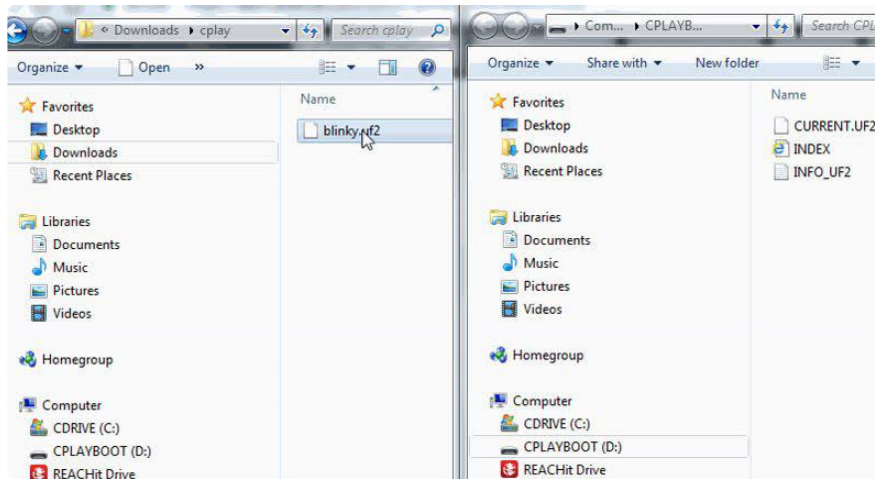 « Downloads ▸ cplay
Search cplay
Organize ▾ Open »
Name
Favorites
Desktop
Downloads
Recent Places
Libraries
Documents
Music
Pictures
Videos
Homegroup
Computer
CDRIVE (C:)
CPLAYBOOT (D:)
REACHit Drive
blinky.uf2
▸ Com... ▸ CPLAYB...
Search CPL
Organize ▾ Share with ▾ New folder
Name
Favorites
Desktop
Downloads
Recent Places
Libraries
Documents
Music
Pictures
Videos
Homegroup
Computer
CDRIVE (C:)
CPLAYBOOT (D:)
REACHit Drive
CURRENT.UF2
INDEX
INFO_UF2